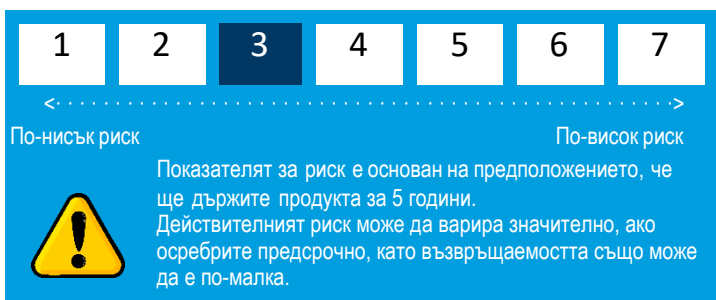 1 2 3 4 5 6 7
По-нисък риск По-висок риск
Показателят за риск е основан на предположението, че
ще държите продукта за 5 години.
Действителният риск може да варира значително, ако
осребрите предсрочно, като възвръщаемостта също може
да е по-малка.